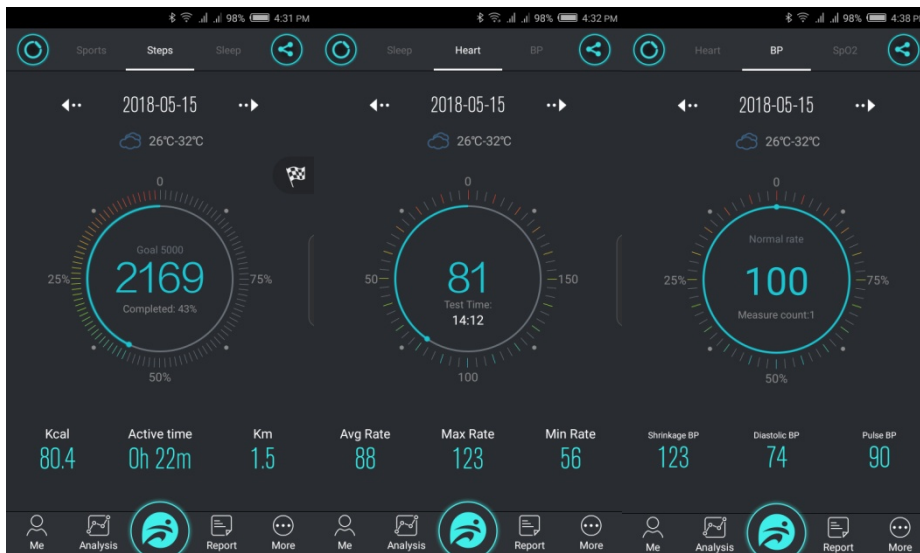 98% 4:31 PM
Sports Steps Sleep
2018-05-15
26℃-32℃
0
25%
75%
50%
Goal 5000
2169
Completed: 43%
Kcal Active time Km
80.4 0h 22m 1.5
Me Analysis Report More
98% 4:32 PM
Sleep Heart BP
2018-05-15
26℃-32℃
0
50
150
100
81
Test Time:
14:12
Avg Rate Max Rate Min Rate
88 123 56
Me Analysis Report More
98% 4:38 P
Heart BP SpO2
2018-05-15
26℃-32℃
0
25%
75%
50%
Normal rate
100
Measure count:1
Shrinkage BP Diastolic BP Pulse BP
123 74 90
Me Analysis Report More